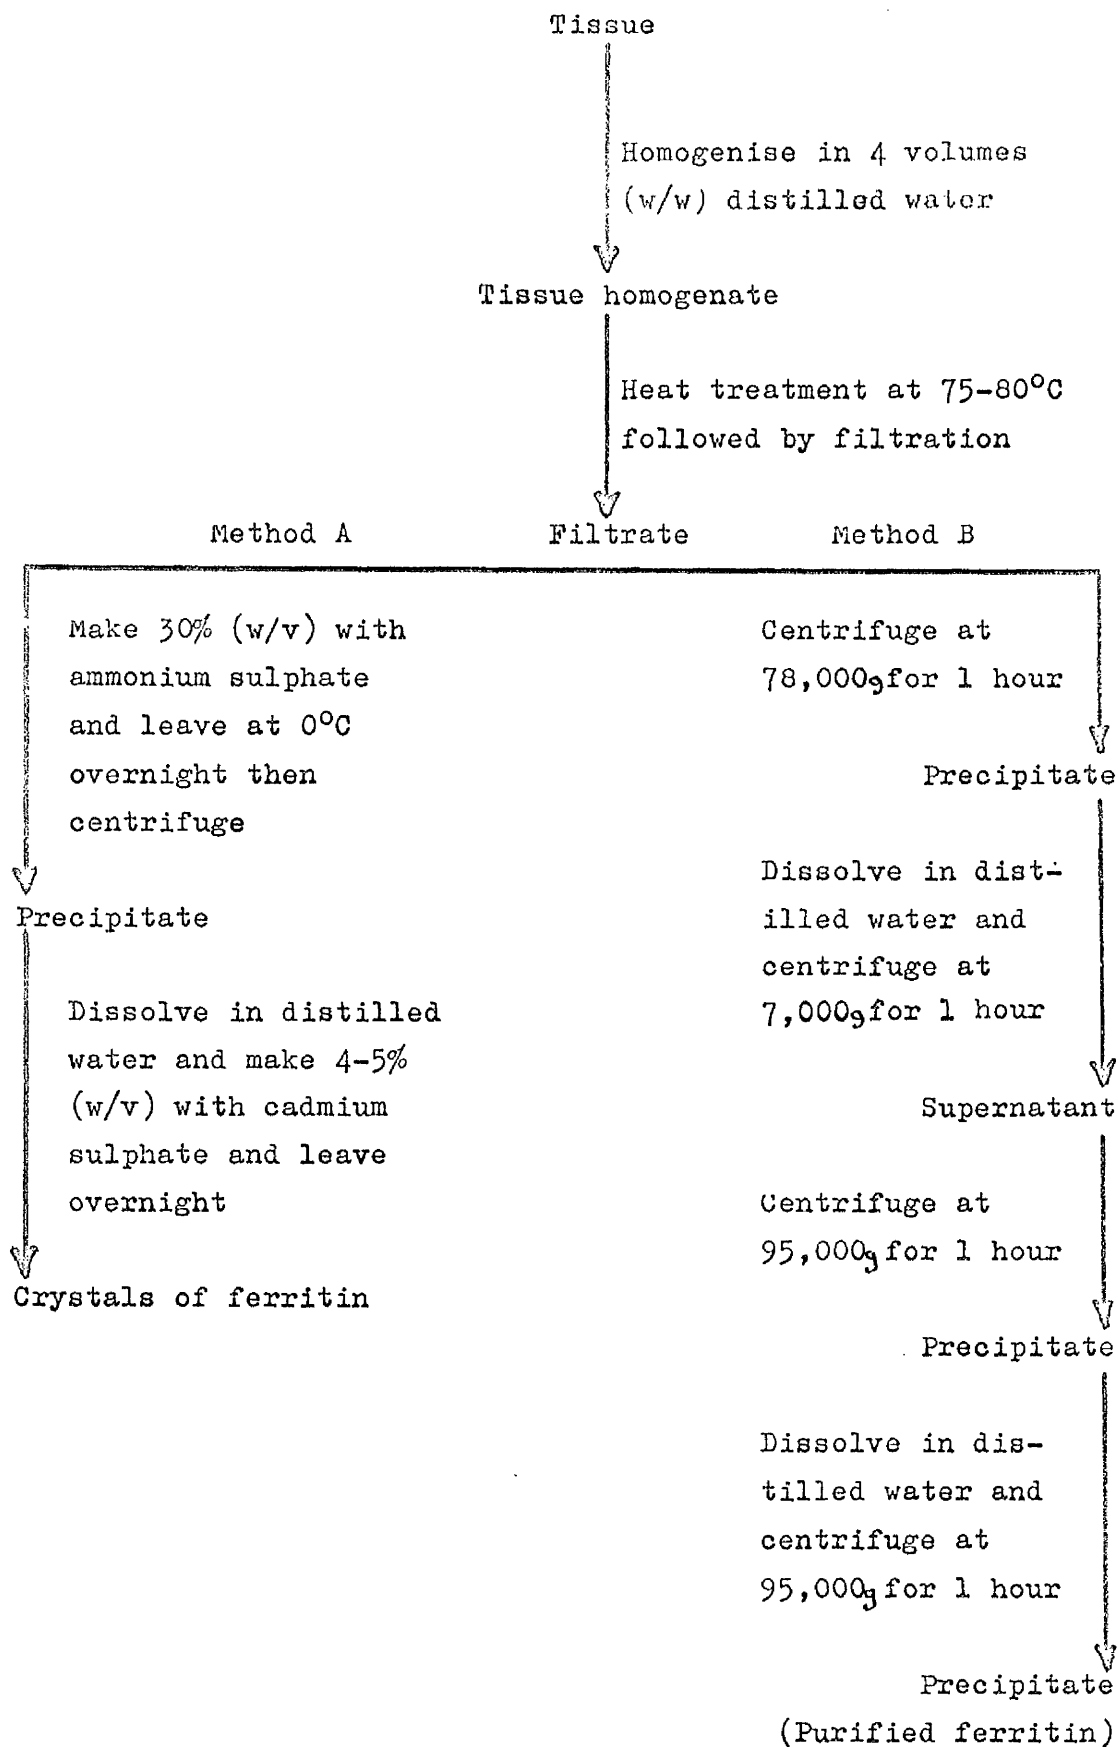 Tissue
Homogenise in 4 volumes
(w/w) distilled water
Tissue homogenate
Heat treatment at 75-80°C
followed by filtration
Filtrate
Method A
Make 30% (w/v) with
ammonium sulphate
and leave at 0°C
overnight then
centrifuge
Precipitate
Dissolve in distilled
water and make 4-5%
(w/v) with cadmium
sulphate and leave
overnight
Crystals of ferritin
Method B
Centrifuge at
78,000g for 1 hour
Precipitate
Dissolve in dist-
illed water and
centrifuge at
7,000g for 1 hour
Supernatant
Centrifuge at
95,000g for 1 hour
Precipitate
Dissolve in dis-
tilled water and
centrifuge at
95,000g for 1 hour
Precipitate
(Purified ferritin)